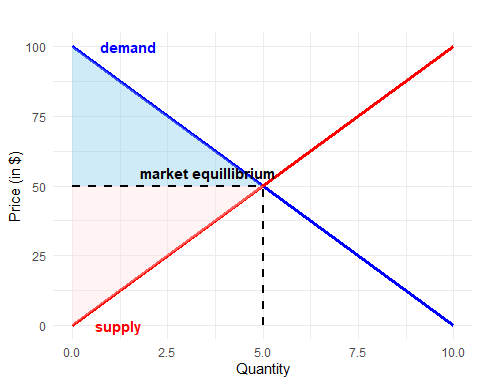 demand
100
75
market equillibrium
50
25
0
supply
0.0 2.5 5.0 7.5 10.0
Quantity
Price (in $)